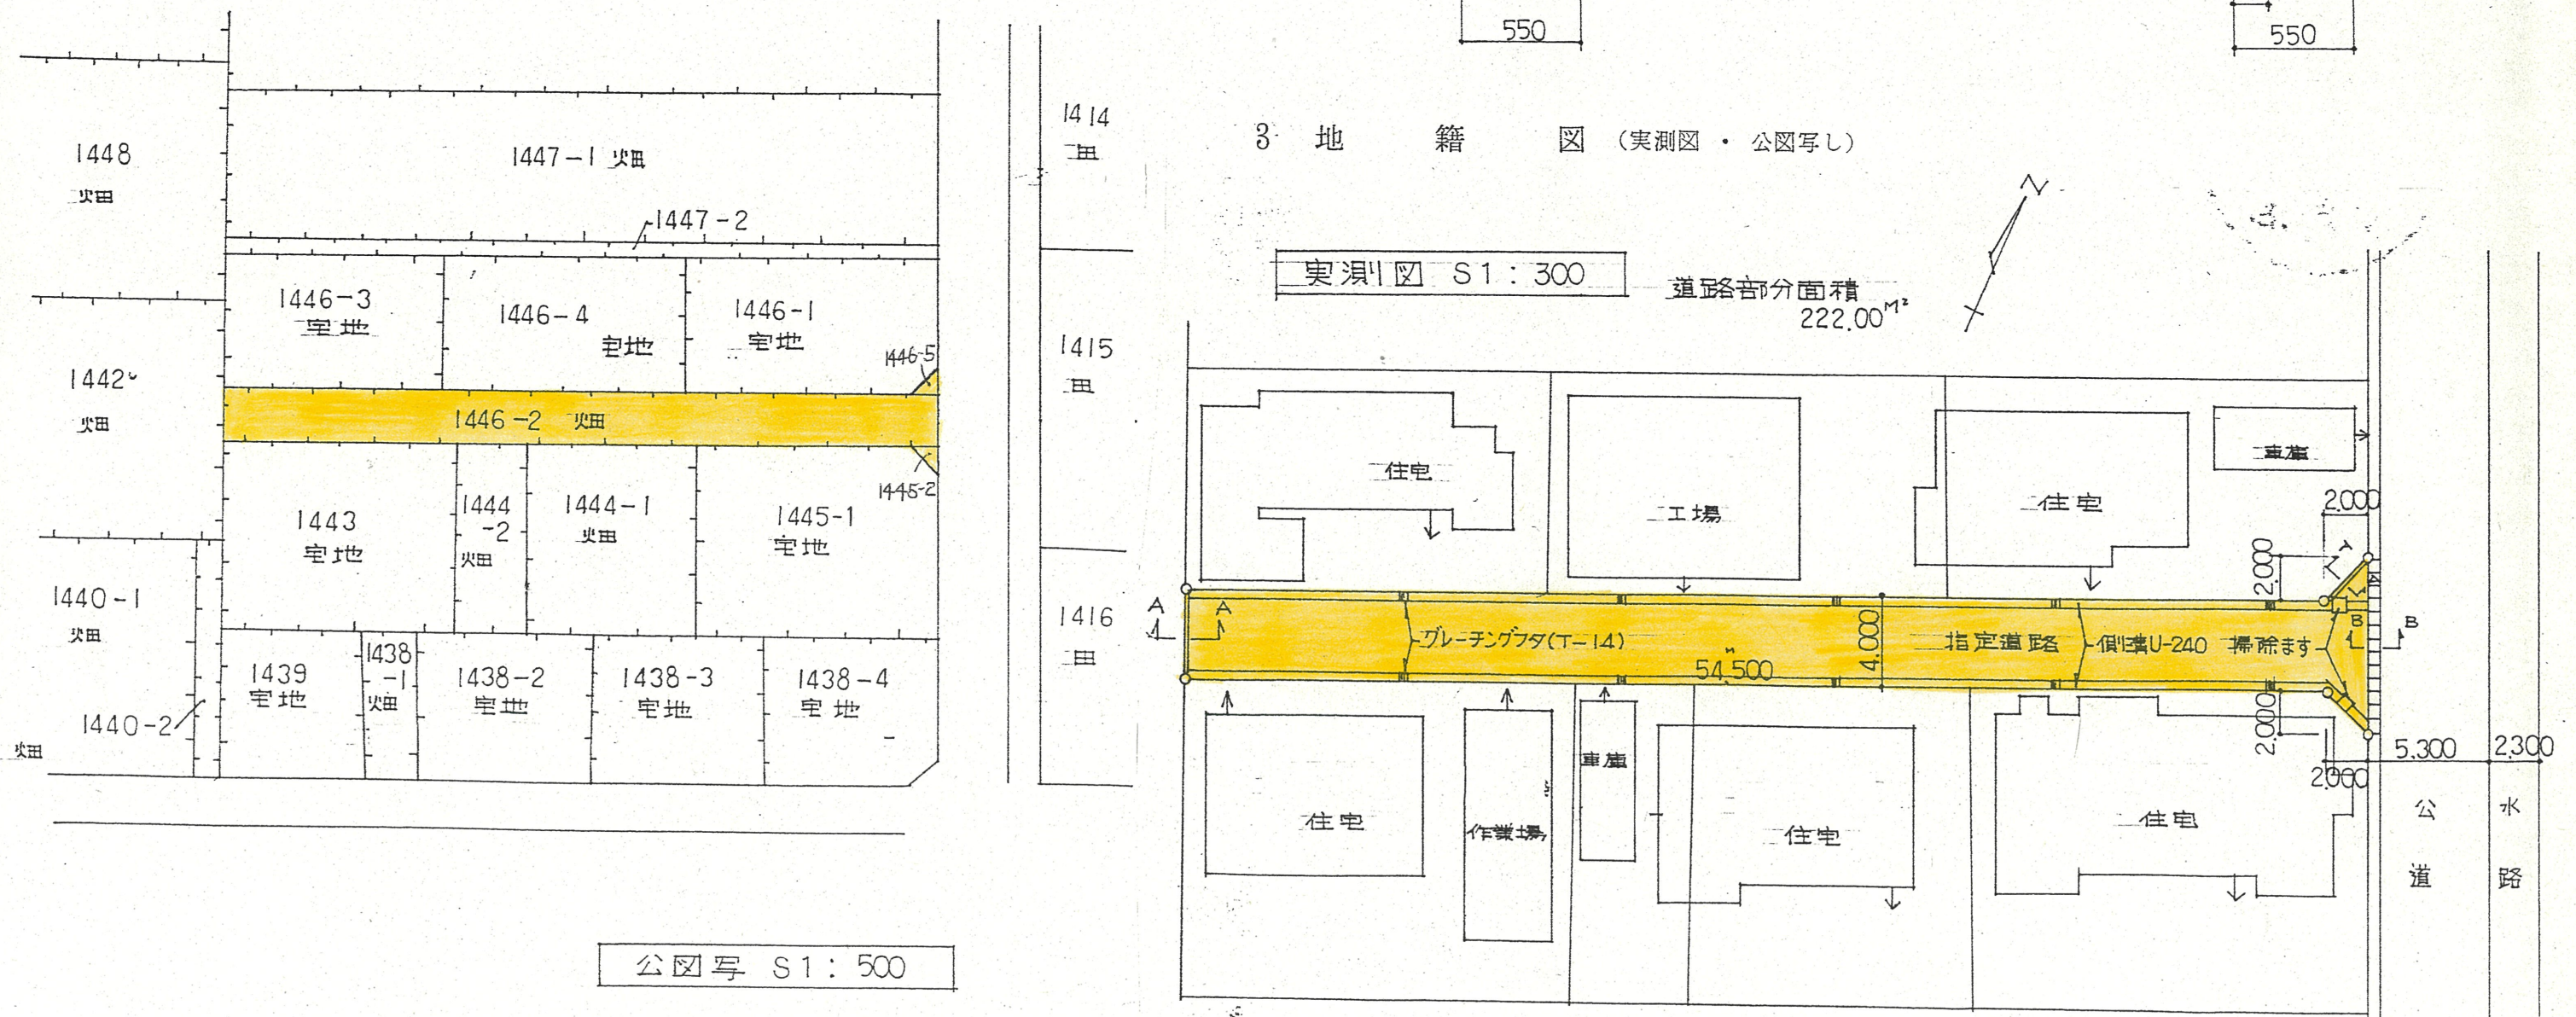 550
550
3 地 籍 図 (実測図 ・ 公図写し)
1448
畑
1447-1 畑
1447-2
1414
田
1446-3
宅地
1446-4
宅地
1446-1
宅地
1446-5
1442
畑
1446-2 畑
1415
田
1443
宅地
1444
-2
畑
1444-1
畑
1445-1
宅地
1445-2
1440-1
畑
1416
田
1439
宅地
1438
-1
畑
1438-2
宅地
1438-3
宅地
1438-4
宅地
1440-2
畑
公図写 S1:500
実測図 S1:300
道路部分面積
222.00M²
N
住宅
工場
住宅
車庫
2.000
2.000
A
A
グレーチングフタ(T-14)
54.500
4.000
指定道路
側溝U-240 掃除ます
B
B
2.000
2.000
5.300
2.300
住宅
作業場
車庫
住宅
住宅
公道
水路